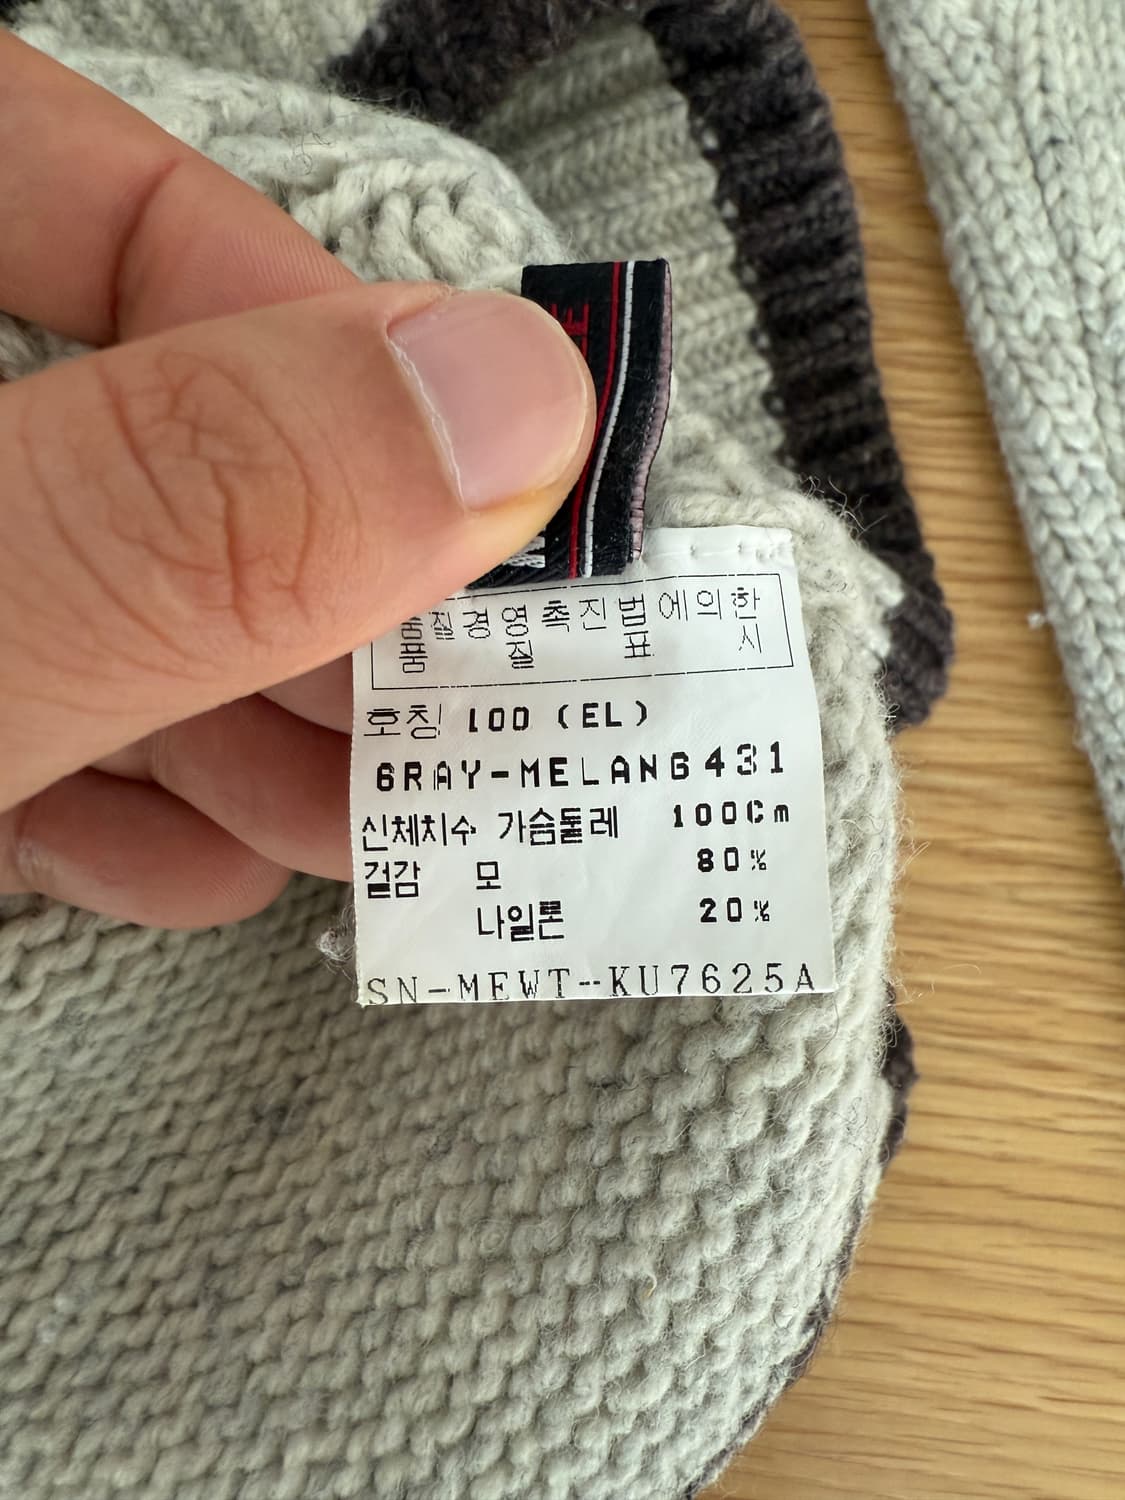 품질경영촉진법에의한
품 질 표 시
호칭 100 (EL)
GRAY-MELANG431
신체치수 가슴둘레 100Cm
겉감 모 80%
나일론 20%
SN-MEWT-KU7625A